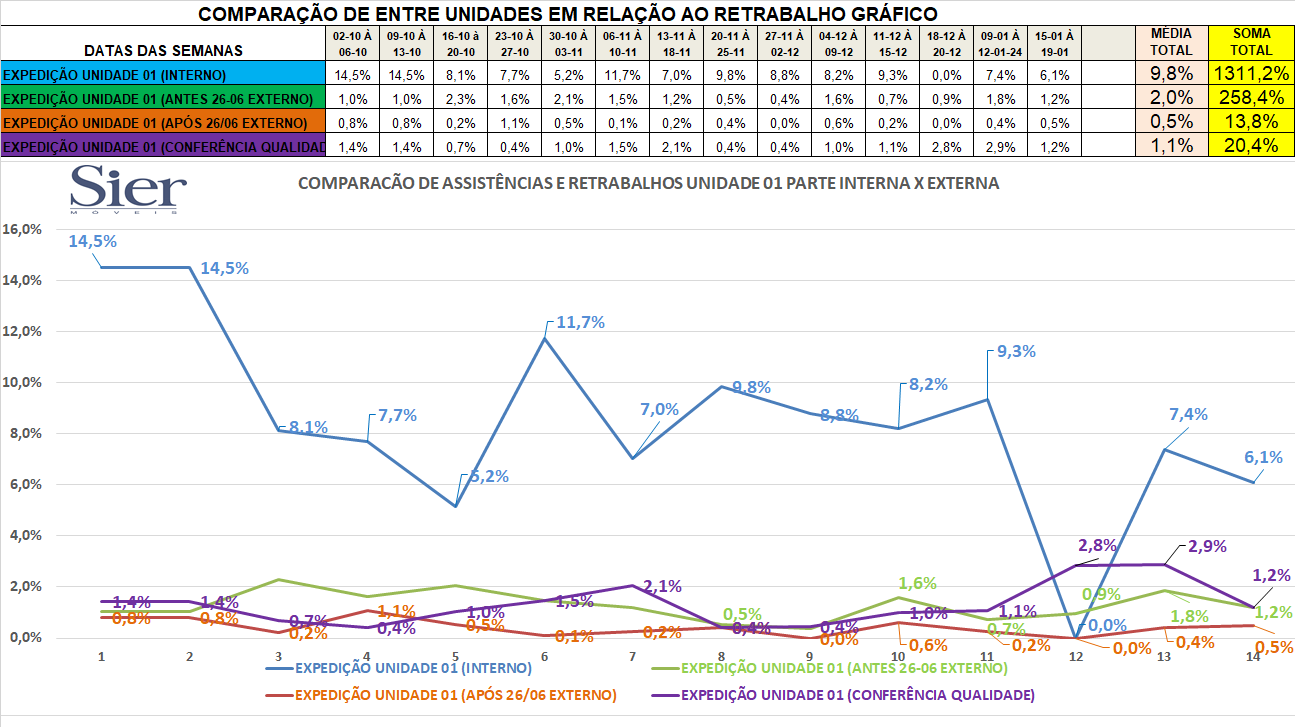 COMPARAÇÃO DE ENTRE UNIDADES EM RELAÇÃO AO RETRABALHO GRÁFICO
DATAS DAS SEMANAS 02-10 À 06-10 09-10 À 13-10 16-10 à 20-10 23-10 À 27-10 30-10 À 03-11 06-11 À 10-11 13-11 À 18-11 20-11 À 25-11 27-11 À 02-12 04-12 À 09-12 11-12 À 15-12 18-12 À 20-12 09-01 À 12-01-24 15-01 À 19-01 MÉDIA TOTAL SOMA TOTAL
EXPEDIÇÃO UNIDADE 01 (INTERNO) 14,5% 14,5% 8,1% 7,7% 5,2% 11,7% 7,0% 9,8% 8,8% 8,2% 9,3% 0,0% 7,4% 6,1% 9,8% 1311,2%
EXPEDIÇÃO UNIDADE 01 (ANTES 26-06 EXTERNO) 1,0% 1,0% 2,3% 1,6% 2,1% 1,5% 1,2% 0,5% 0,4% 1,6% 0,7% 0,9% 1,8% 1,2% 2,0% 258,4%
EXPEDIÇÃO UNIDADE 01 (APÓS 26/06 EXTERNO) 0,8% 0,8% 0,2% 1,1% 0,5% 0,1% 0,2% 0,4% 0,0% 0,6% 0,2% 0,0% 0,4% 0,5% 0,5% 13,8%
EXPEDIÇÃO UNIDADE 01 (CONFERÊNCIA QUALIDAD 1,4% 1,4% 0,7% 0,4% 1,0% 1,5% 2,1% 0,4% 0,4% 1,0% 1,1% 2,8% 2,9% 1,2% 1,1% 20,4%
Sier
MÓVEIS
COMPARACÃO DE ASSISTÊNCIAS E RETRABALHOS UNIDADE 01 PARTE INTERNA X EXTERNA
16,0%
14,5% 14,5%
14,0%
12,0%
11,7%
10,0%
9,3%
9,8%
8,2%
8,8%
8,0%
8,1% 7,7% 7,0% 7,4%
6,0%
5,2% 6,1%
4,0%
2,0%
2,8% 2,9%
2,1% 1,6% 0,9% 1,2%
1,4% 1,4% 0,7% 0,4% 1,0% 1,5% 0,4% 0,4% 1,0% 1,1%
0,5% 0,7% 1,8% 1,2%
0,8% 0,8% 0,2% 1,1% 0,5% 0,1% 0,2% 0,0% 0,6% 0,2% 0,0% 0,0% 0,4% 0,5%
0,0%
1 2 3 4 5 6 7 8 9 10 11 12 13 14
EXPEDIÇÃO UNIDADE 01 (INTERNO) EXPEDIÇÃO UNIDADE 01 (ANTES 26-06 EXTERNO)
EXPEDIÇÃO UNIDADE 01 (APÓS 26/06 EXTERNO) EXPEDIÇÃO UNIDADE 01 (CONFERÊNCIA QUALIDADE)